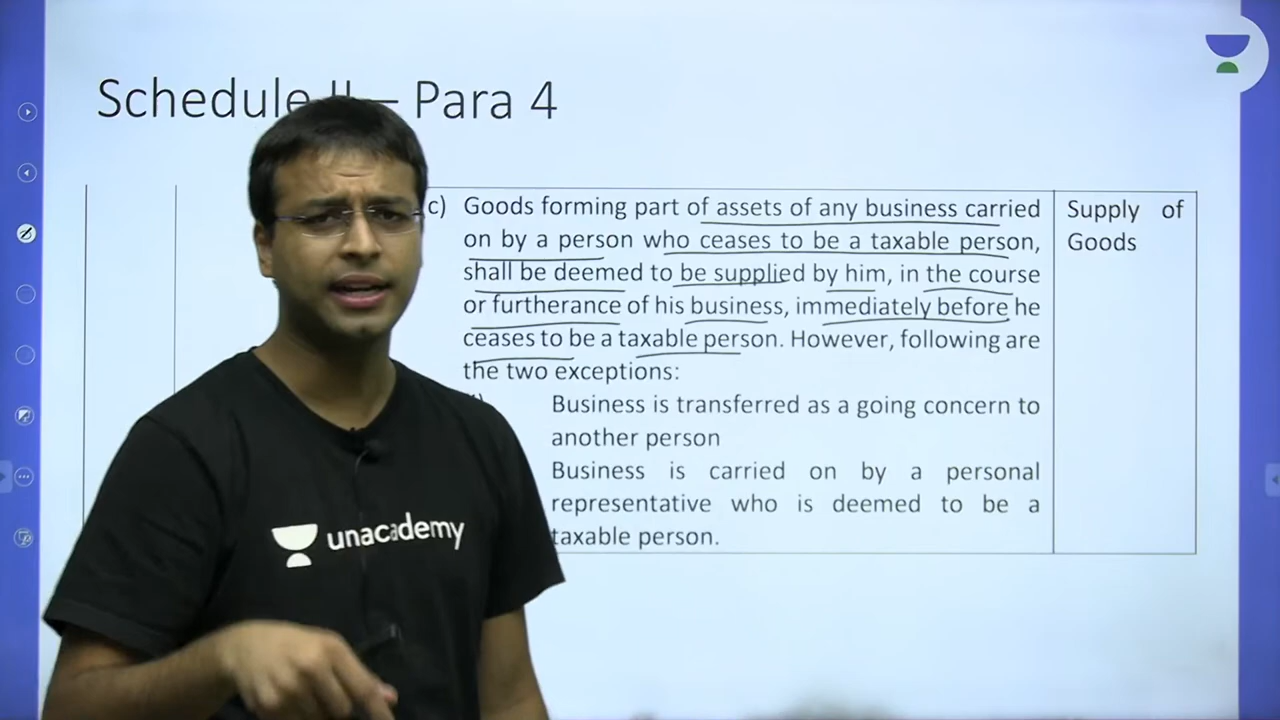 Schedule II – Para 4
c) Goods forming part of assets of any business carried
on by a person who ceases to be a taxable person,
shall be deemed to be supplied by him, in the course
or furtherance of his business, immediately before he
ceases to be a taxable person. However, following are
the two exceptions:
Business is transferred as a going concern to
another person
Business is carried on by a personal
representative who is deemed to be a
taxable person.
Supply of
Goods
unacademy